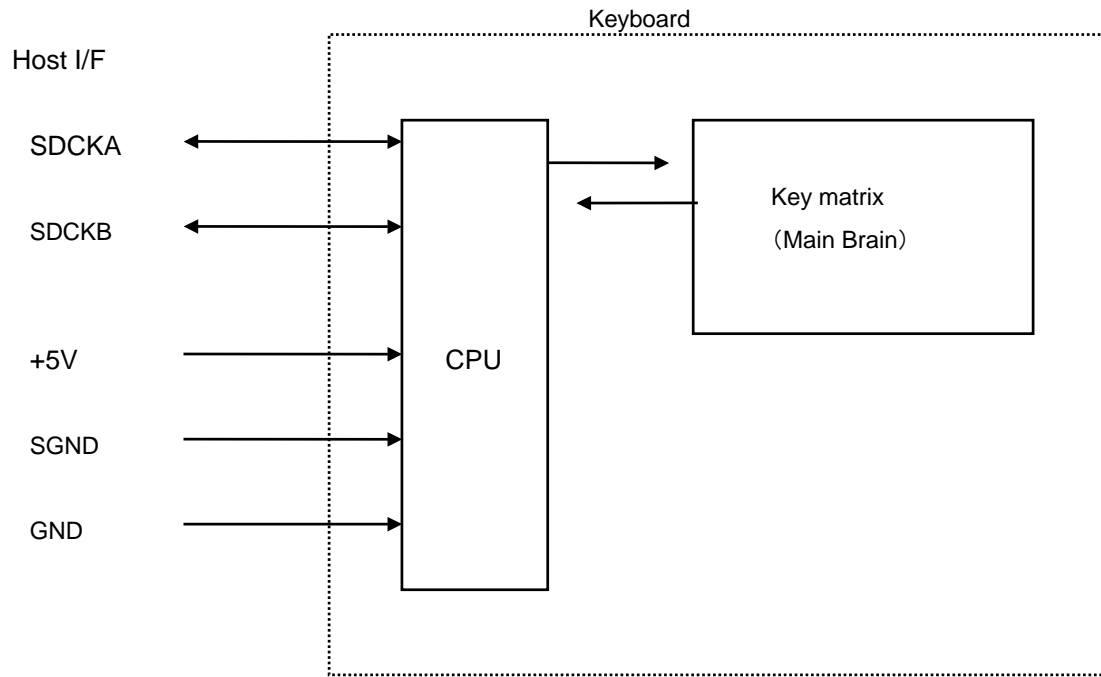 Keyboard
Host I/F
SDCKA
SDCKB
+5V
SGND
GND
CPU
Key matrix
（Main Brain）